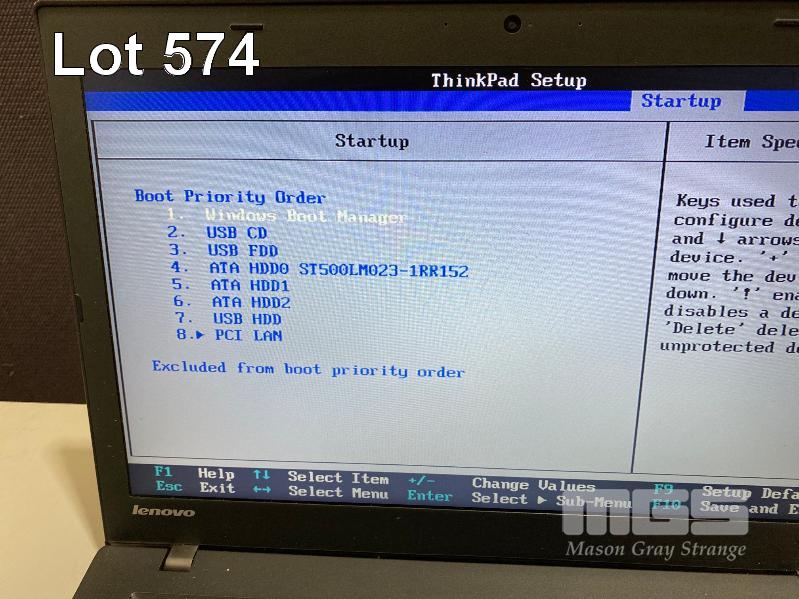 Lot 574
ThinkPad Setup
Startup
Startup
Item Spe
Boot Priority Order
1. Windows Boot Manager
2. USB CD
3. USB FDD
4. ATA HDD0 ST500LM023-1RR152
5. ATA HDD1
6. ATA HDD2
7. USB HDD
8.▶ PCI LAN
Excluded from boot priority order
Keys used t
configure de
and ↓ arrows
device. '+'
move the dev
down. '!' ena
disables a de
'Delete' dele
unprotected de
F1 Help ↑↓ Select Item +/- Change Values F9 Setup Defa
Esc Exit ↔ Select Menu Enter Select ▶ Sub-Menu F10 Save and E
lenovo
MGS
Mason Gray Strange